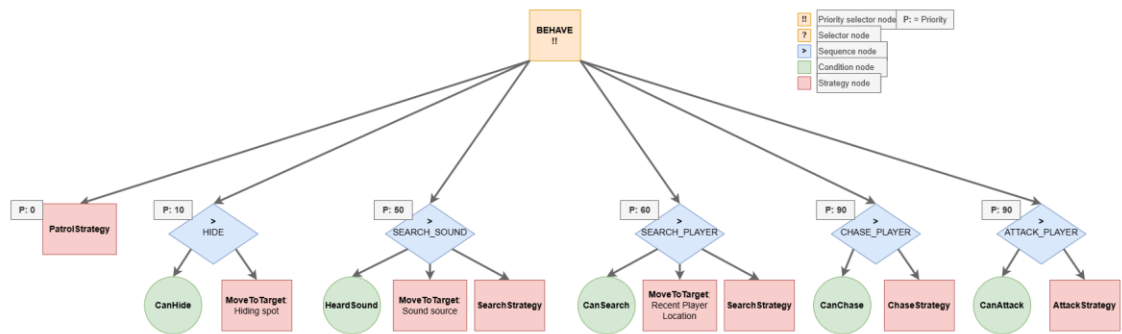 BEHAVE
!!
!! Priority selector node P: = Priority
? Selector node
> Sequence node
Condition node
Strategy node
P: 0
PatrolStrategy
P: 10
>
HIDE
P: 50
>
SEARCH_SOUND
P: 60
>
SEARCH_PLAYER
P: 90
>
CHASE_PLAYER
P: 90
>
ATTACK_PLAYER
CanHide
MoveToTarget:
Hiding spot
HeardSound
MoveToTarget:
Sound source
SearchStrategy
CanSearch
MoveToTarget:
Recent Player
Location
SearchStrategy
CanChase
ChaseStrategy
CanAttack
AttackStrategy